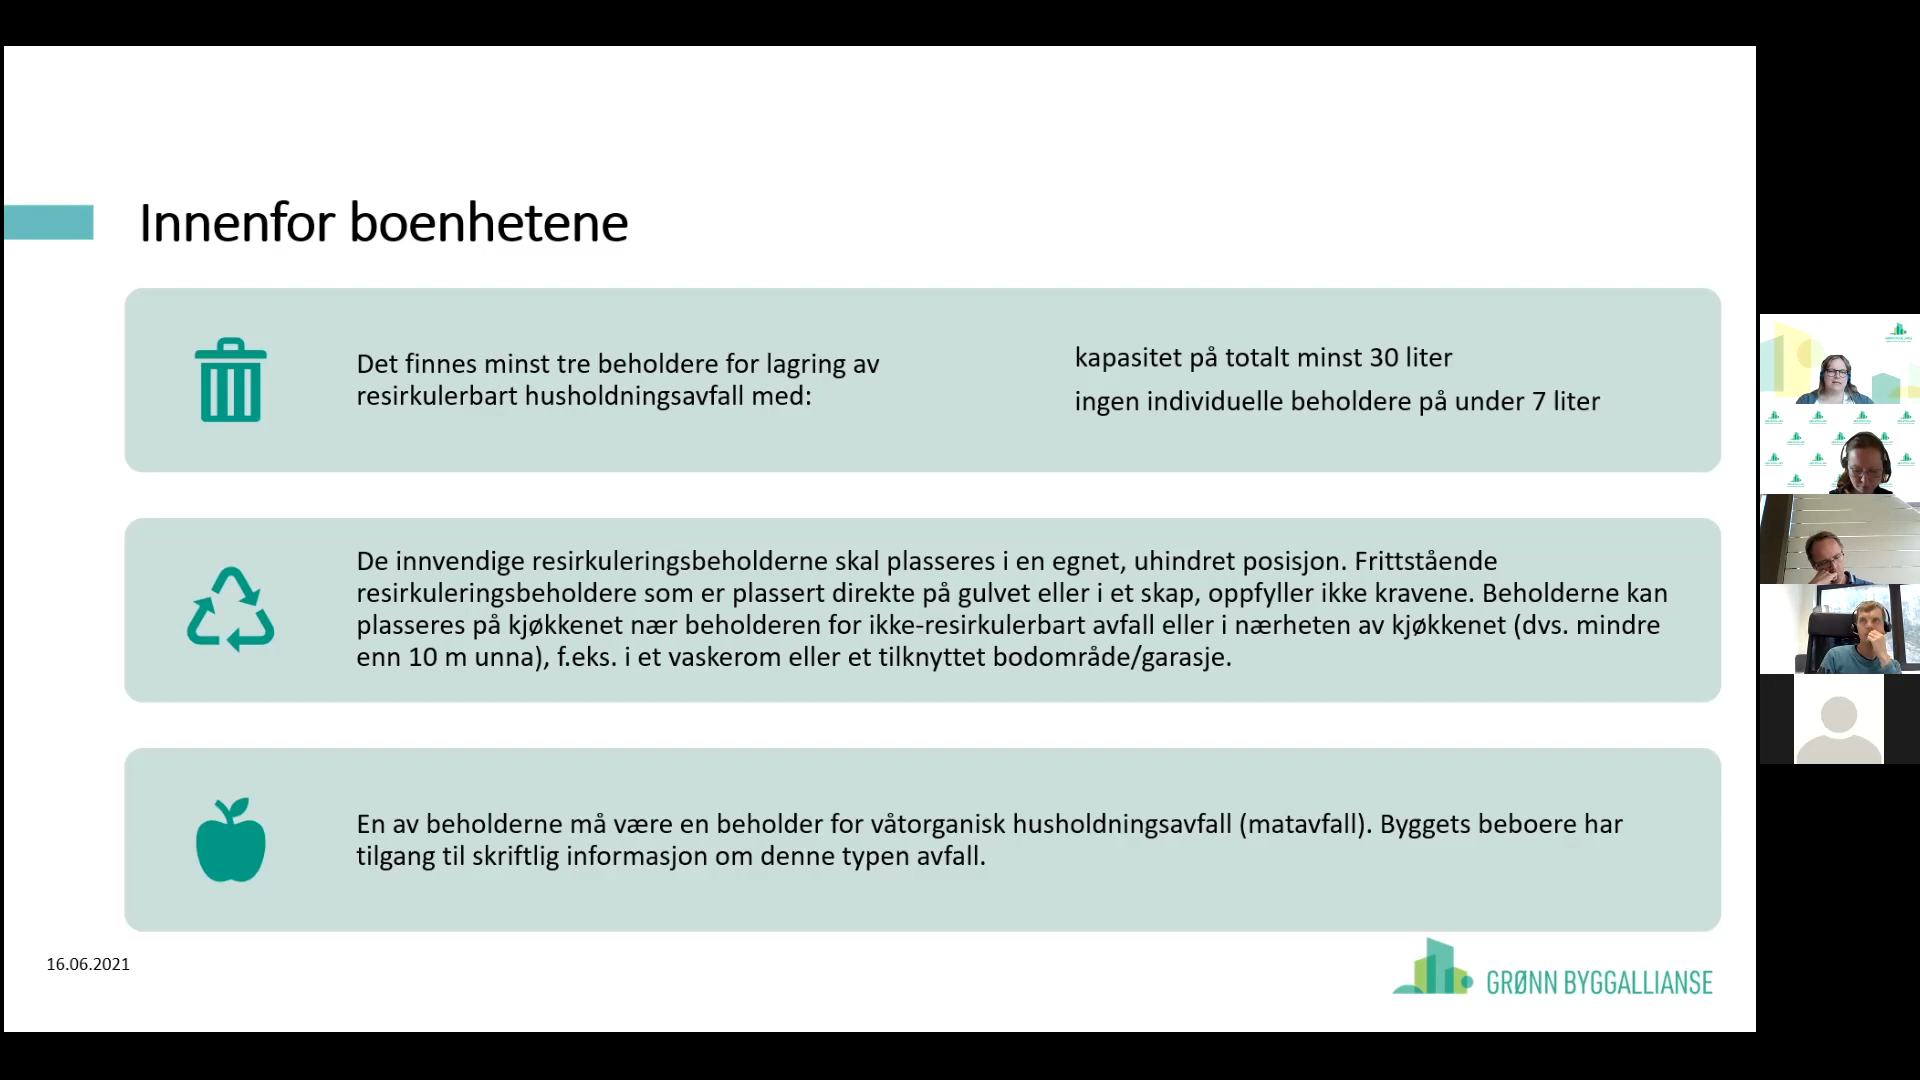 Innenfor boenhetene
Det finnes minst tre beholdere for lagring av
resirkulerbart husholdningsavfall med:
kapasitet på totalt minst 30 liter
ingen individuelle beholdere på under 7 liter
De innvendige resirkuleringsbeholderne skal plasseres i en egnet, uhindret posisjon. Frittstående
resirkuleringsbeholdere som er plassert direkte på gulvet eller i et skap, oppfyller ikke kravene. Beholderne kan
plasseres på kjøkkenet nær beholderen for ikke-resirkulerbart avfall eller i nærheten av kjøkkenet (dvs. mindre
enn 10 m unna), f.eks. i et vaskerom eller et tilknyttet bodområde/garasje.
En av beholderne må være en beholder for våtorganisk husholdningsavfall (matavfall). Byggets beboere har
tilgang til skriftlig informasjon om denne typen avfall.
16.06.2021
GRØNN BYGGALLIANSE